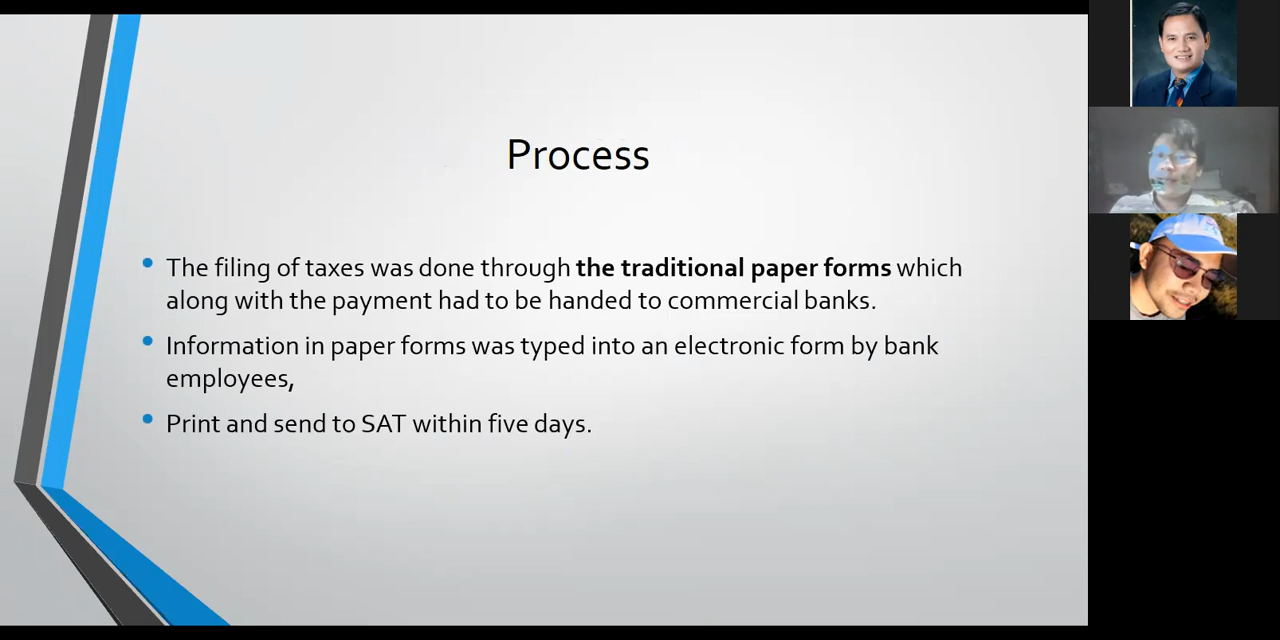 Process
The filing of taxes was done through the traditional paper forms which
along with the payment had to be handed to commercial banks.
Information in paper forms was typed into an electronic form by bank
employees,
Print and send to SAT within five days.